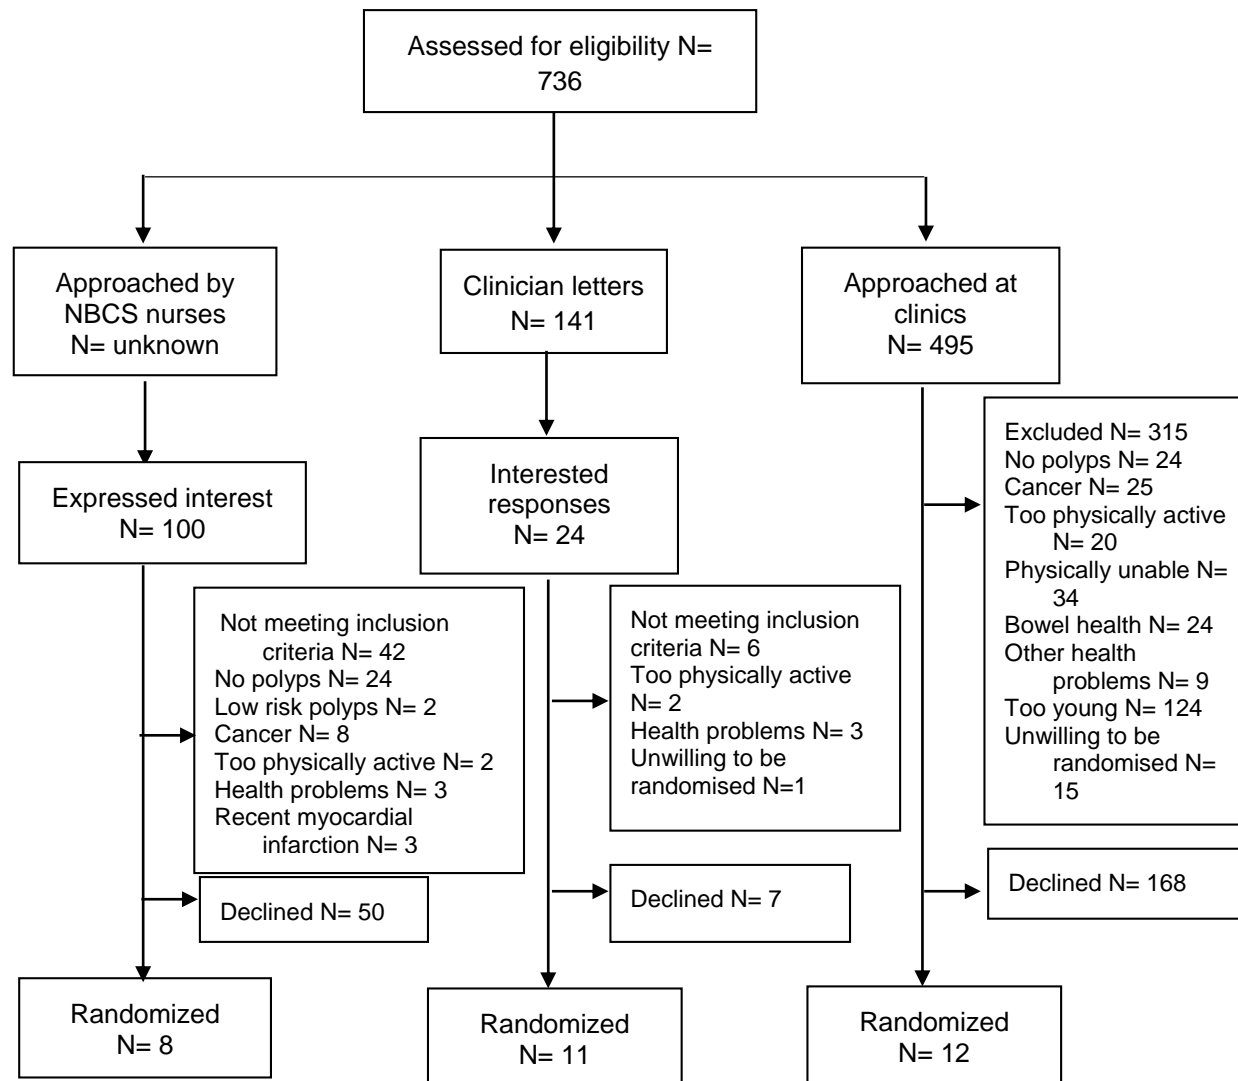 Assessed for eligibility N=
736
Approached by
NBCS nurses
N= unknown
Clinician letters
N= 141
Approached at
clinics
N= 495
Expressed interest
N= 100
Interested
responses
N= 24
Excluded N= 315
No polyps N= 24
Cancer N= 25
Too physically active
N= 20
Physically unable N=
34
Bowel health N= 24
Other health
problems N= 9
Too young N= 124
Unwilling to be
randomised N=
15
Not meeting inclusion
criteria N= 42
No polyps N= 24
Low risk polyps N= 2
Cancer N= 8
Too physically active N= 2
Health problems N= 3
Recent myocardial
infarction N= 3
Not meeting inclusion
criteria N= 6
Too physically active
N= 2
Health problems N= 3
Unwilling to be
randomised N=1
Declined N= 50
Declined N= 7
Declined N= 168
Randomized
N= 8
Randomized
N= 11
Randomized
N= 12